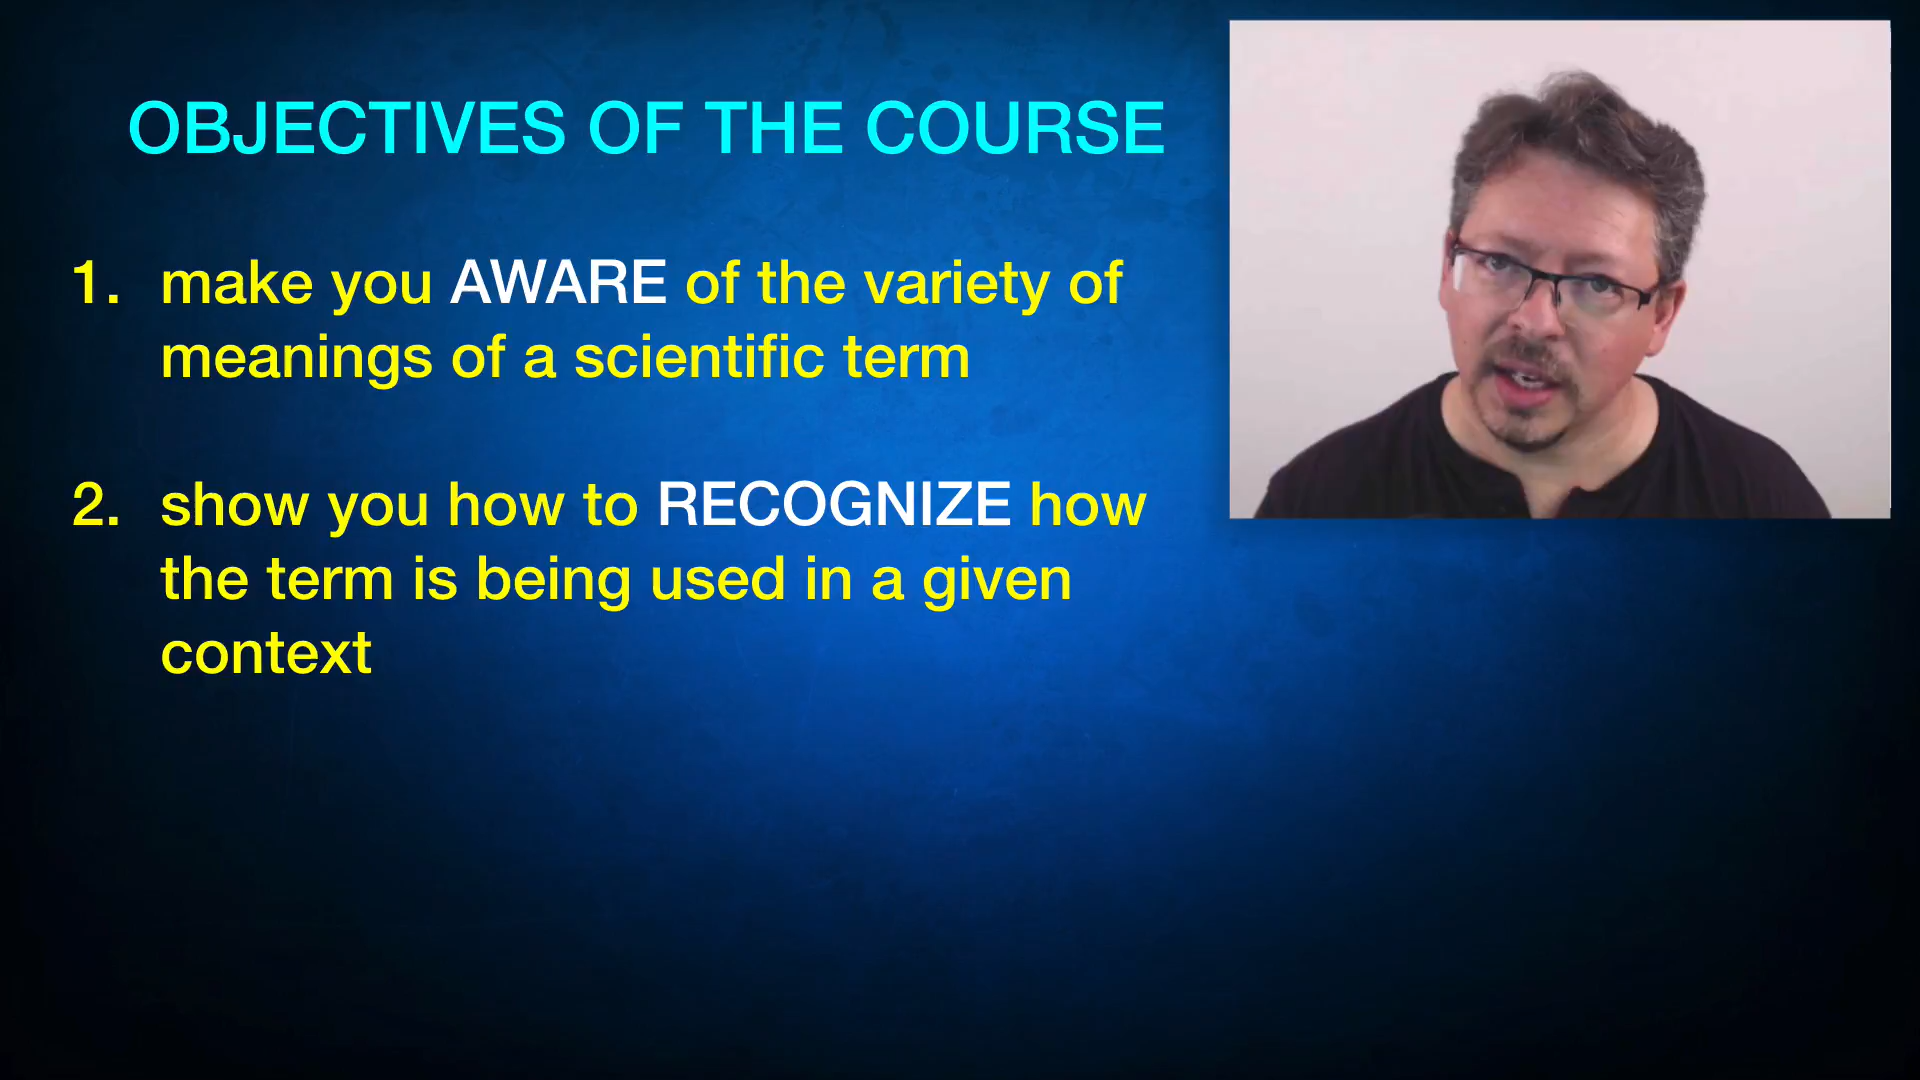 OBJECTIVES OF THE COURSE
1. make you AWARE of the variety of
meanings of a scientific term
2. show you how to RECOGNIZE how
the term is being used in a given
context